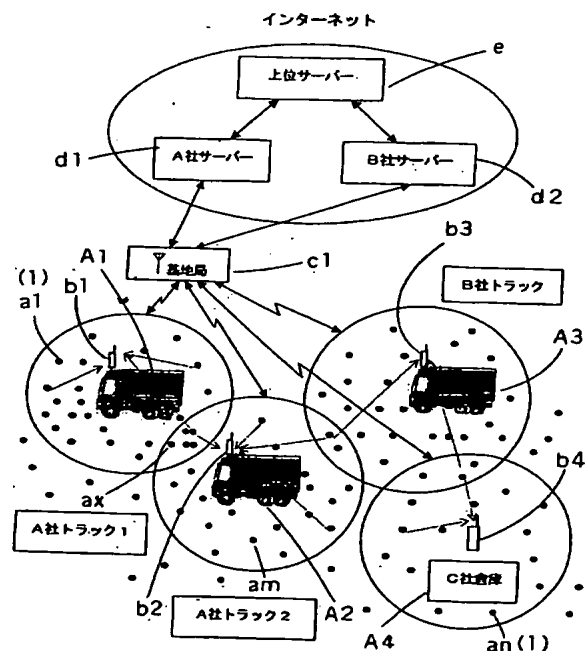 インターネット
e
上位サーバー
d1
A社サーバー
B社サーバー
d2
b3
A1
基地局
c1
B社トラック
(1)
a1
b1
A3
b4
ax
A社トラック1
am
C社倉庫
b2
A社トラック2
A2
A4
an(1)